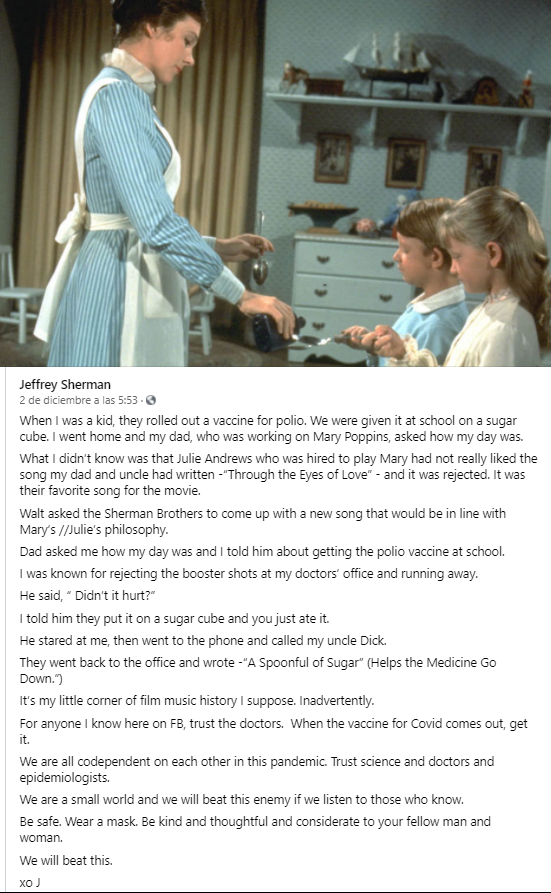 Jeffrey Sherman
2 de diciembre a las 5:53 ·
When I was a kid, they rolled out a vaccine for polio. We were given it at school on a sugar
cube. I went home and my dad, who was working on Mary Poppins, asked how my day was.
What I didn't know was that Julie Andrews who was hired to play Mary had not really liked the
song my dad and uncle had written -"Through the Eyes of Love" - and it was rejected. It was
their favorite song for the movie.
Walt asked the Sherman Brothers to come up with a new song that would be in line with
Mary's //Julie's philosophy.
Dad asked me how my day was and I told him about getting the polio vaccine at school.
I was known for rejecting the booster shots at my doctors' office and running away.
He said, " Didn't it hurt?"
I told him they put it on a sugar cube and you just ate it.
He stared at me, then went to the phone and called my uncle Dick.
They went back to the office and wrote -"A Spoonful of Sugar" (Helps the Medicine Go
Down.")
It's my little corner of film music history I suppose. Inadvertently.
For anyone I know here on FB, trust the doctors.  When the vaccine for Covid comes out, get
it.
We are all codependent on each other in this pandemic. Trust science and doctors and
epidemiologists.
We are a small world and we will beat this enemy if we listen to those who know.
Be safe. Wear a mask. Be kind and thoughtful and considerate to your fellow man and
woman.
We will beat this.
xo J